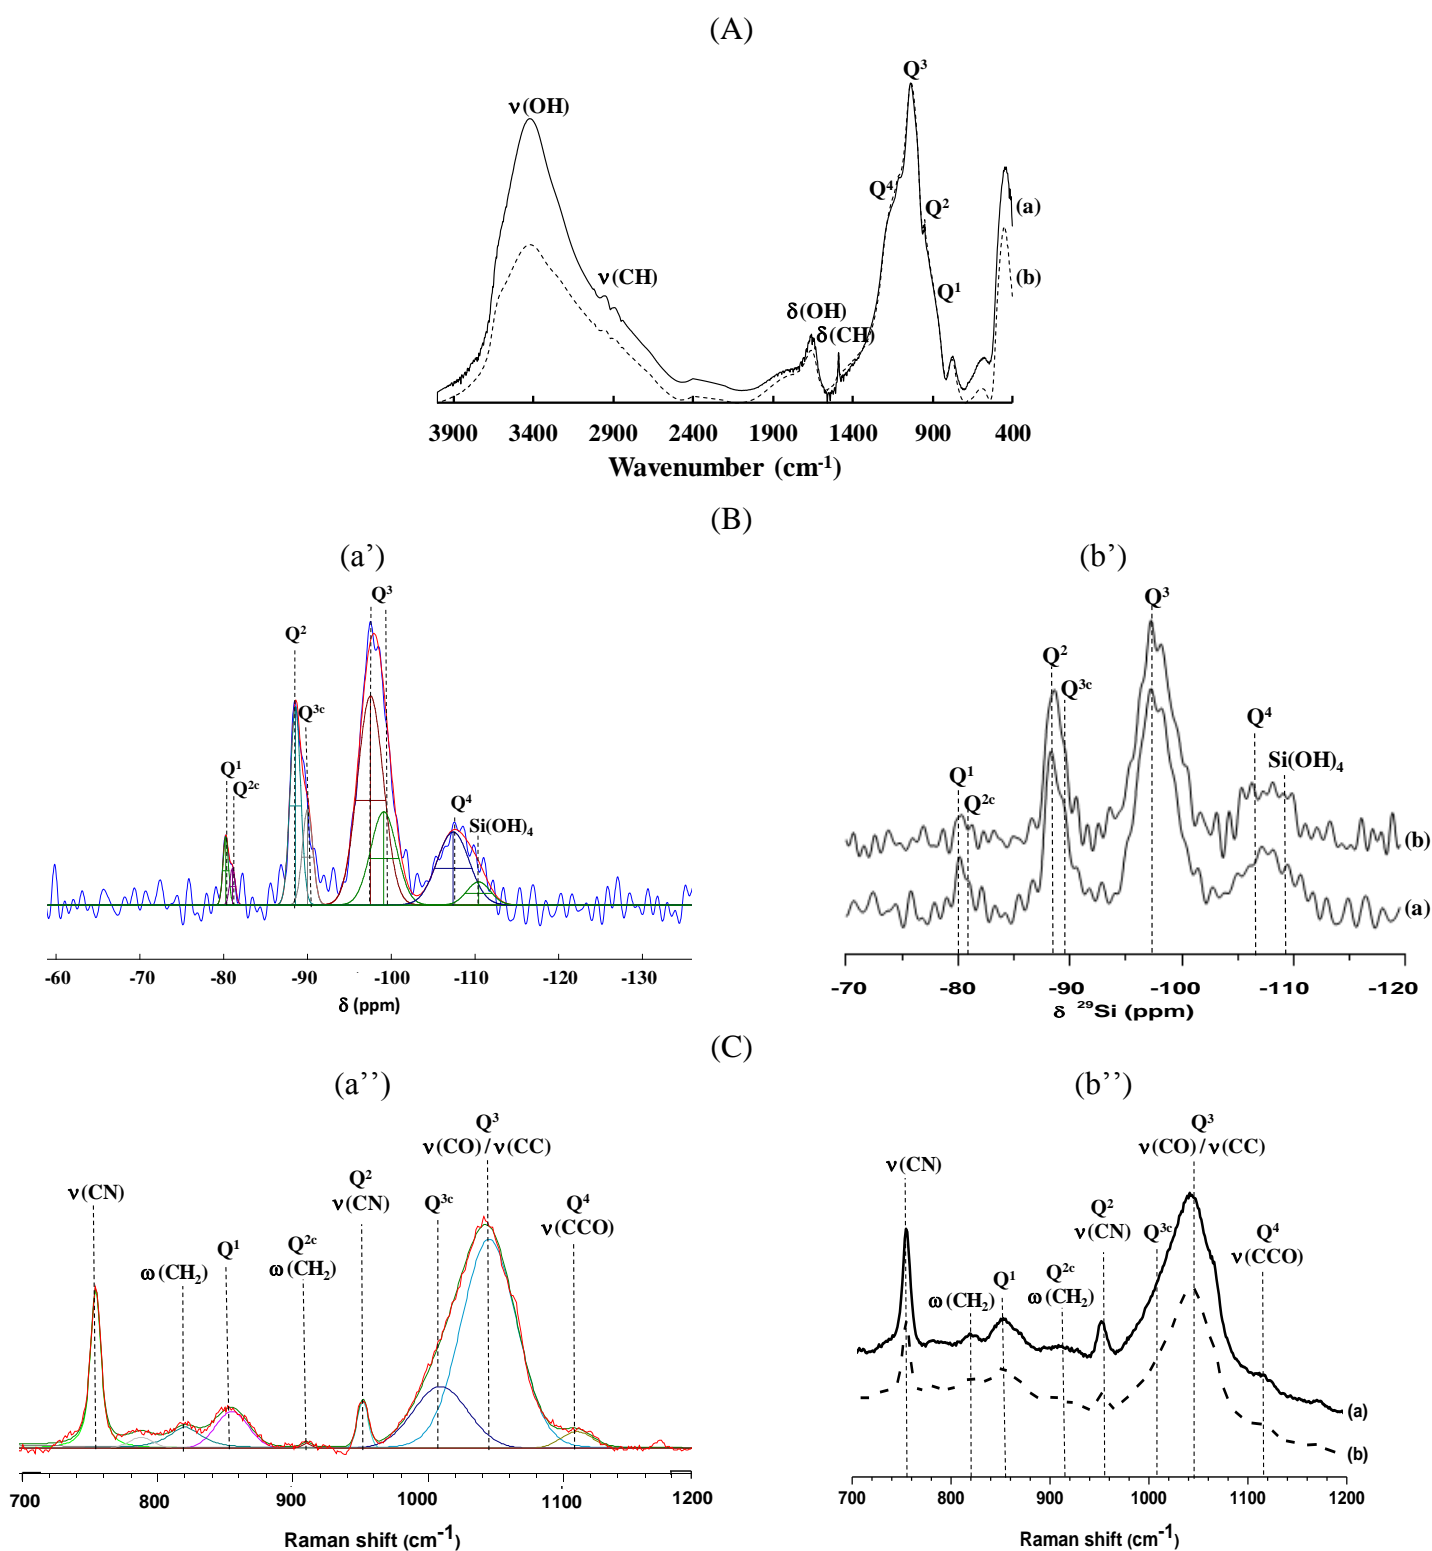 (A)
Q³
ν(OH)
Q⁴
Q²
(a)
ν(CH)
(b)
Q¹
δ(OH)
δ(CH)
3900 3400 2900 2400 1900 1400 900 400
Wavenumber (cm⁻¹)
(B)
(a’)
Q³
Q²
Q³ᶜ
Q¹
Q²ᶜ
Q⁴
Si(OH)₄
-60 -70 -80 -90 -100 -110 -120 -130
δ (ppm)
(b’)
Q³
Q²
Q³ᶜ
Q⁴
Si(OH)₄
Q¹
Q²ᶜ
(b)
(a)
-70 -80 -90 -100 -110 -120
δ ²⁹Si (ppm)
(C)
(a’’)
Q³
ν(CO)/ν(CC)
Q²
ν(CN)
ν(CN)
Q³ᶜ
Q⁴
ν(CCO)
Q¹
Q²ᶜ
ω(CH₂)
ω(CH₂)
700 800 900 1000 1100 1200
Raman shift (cm⁻¹)
(b’’)
Q³
ν(CO)/ν(CC)
ν(CN)
Q²
ν(CN)
Q³ᶜ
Q⁴
ν(CCO)
Q¹
Q²ᶜ
ω(CH₂)
ω(CH₂)
(a)
(b)
700 800 900 1000 1100 1200
Raman shift (cm⁻¹)